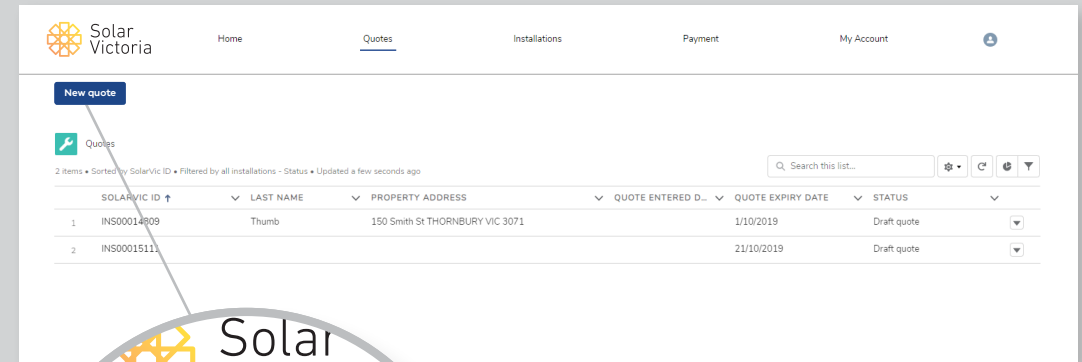 Solar
Victoria
Home
Quotes
Installations
Payment
My Account
New quote
Quotes
2 items • Sorted by SolarVic ID • Filtered by all installations - Status • Updated a few seconds ago
Search this list...
SOLARVIC ID ↑ LAST NAME PROPERTY ADDRESS QUOTE ENTERED D... QUOTE EXPIRY DATE STATUS
1 INS00014809 Thumb 150 Smith St THORNBURY VIC 3071 1/10/2019 Draft quote
2 INS00015111 21/10/2019 Draft quote
Solar